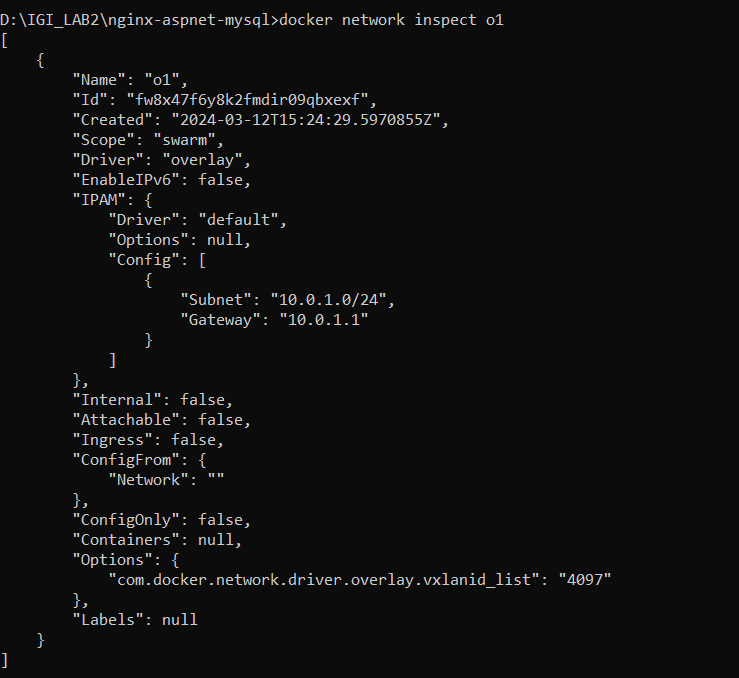 D:\IGI_LAB2\nginx-aspnet-mysql>docker network inspect o1
[
    {
        "Name": "o1",
        "Id": "fw8x47f6y8k2fmdir09qbxexf",
        "Created": "2024-03-12T15:24:29.5970855Z",
        "Scope": "swarm",
        "Driver": "overlay",
        "EnableIPv6": false,
        "IPAM": {
            "Driver": "default",
            "Options": null,
            "Config": [
                {
                    "Subnet": "10.0.1.0/24",
                    "Gateway": "10.0.1.1"
                }
            ]
        },
        "Internal": false,
        "Attachable": false,
        "Ingress": false,
        "ConfigFrom": {
            "Network": ""
        },
        "ConfigOnly": false,
        "Containers": null,
        "Options": {
            "com.docker.network.driver.overlay.vxlanid_list": "4097"
        },
        "Labels": null
    }
]